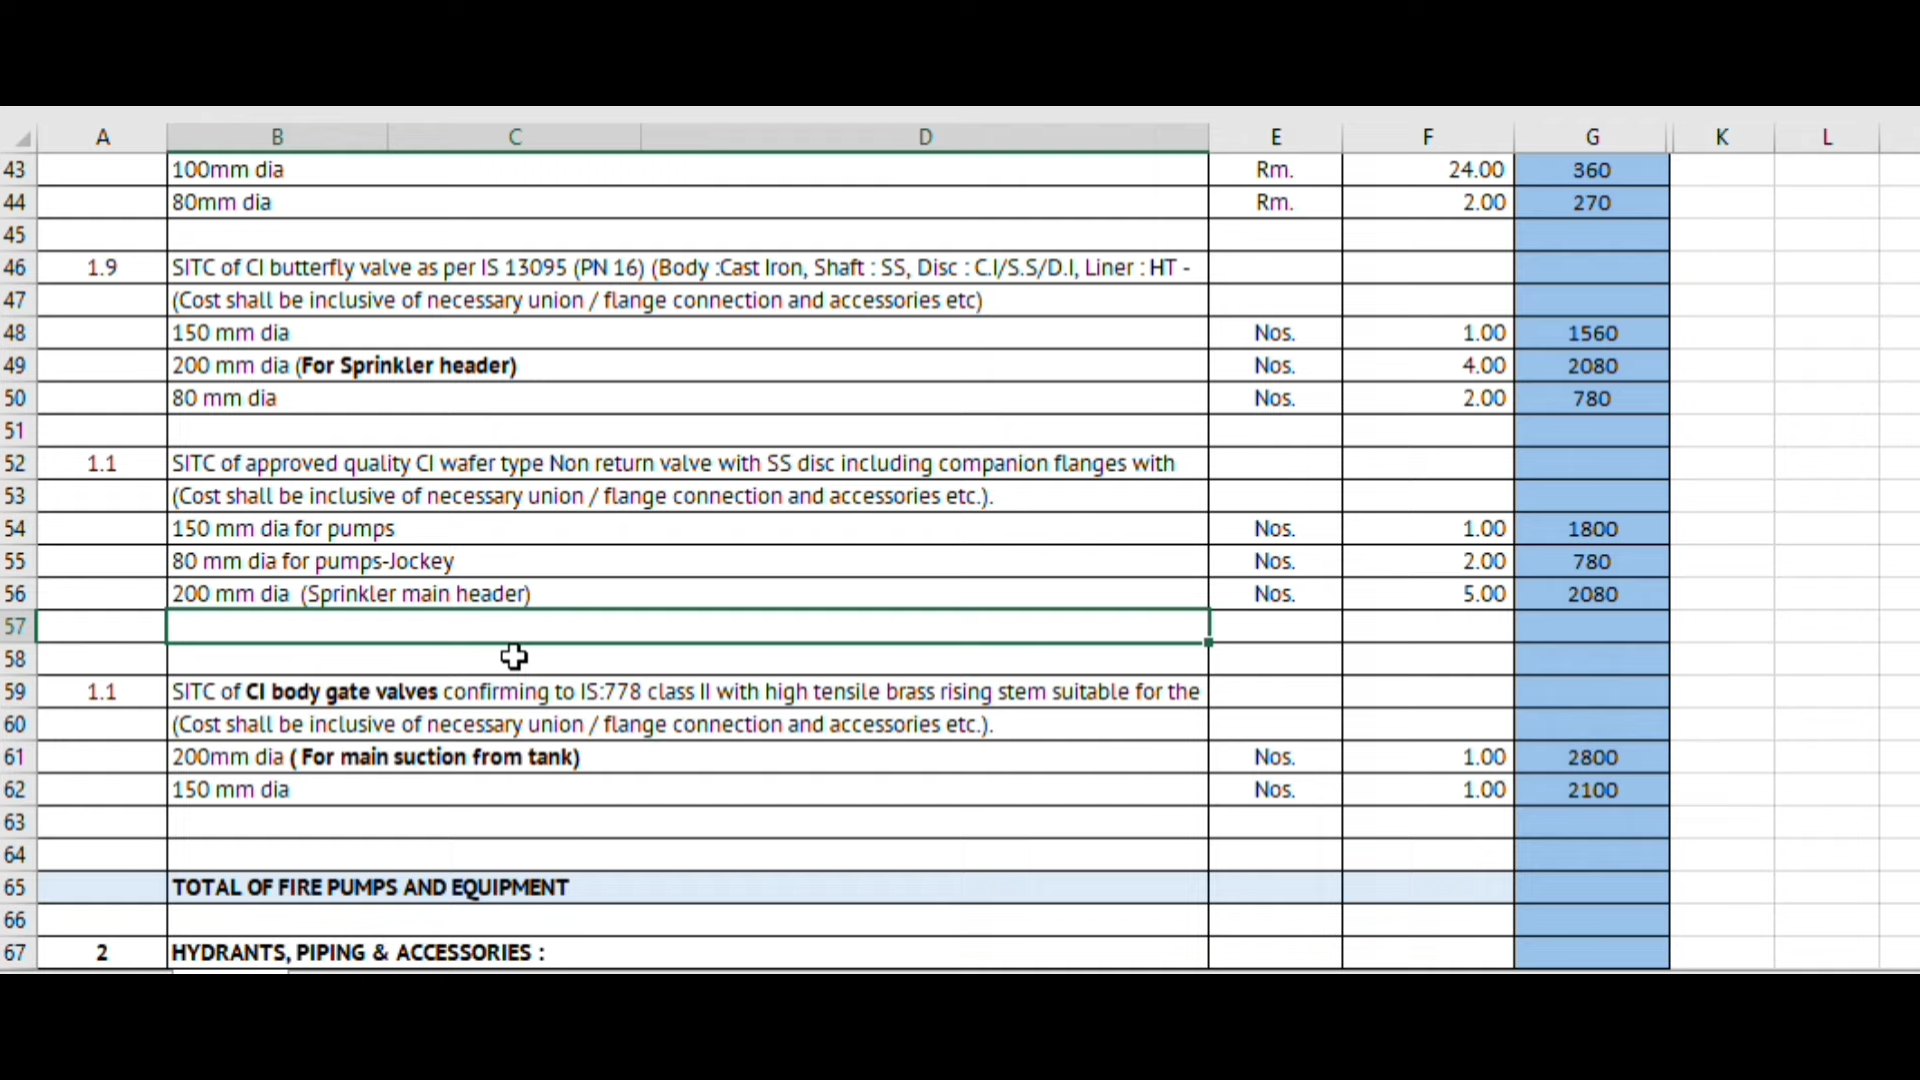 A B C D E F G K L
43 100mm dia Rm. 24.00 360
44 80mm dia Rm. 2.00 270
45
46 1.9 SITC of CI butterfly valve as per IS 13095 (PN 16) (Body :Cast Iron, Shaft : SS, Disc : C.I/S.S/D.I, Liner : HT -
47 (Cost shall be inclusive of necessary union / flange connection and accessories etc)
48 150 mm dia Nos. 1.00 1560
49 200 mm dia (For Sprinkler header) Nos. 4.00 2080
50 80 mm dia Nos. 2.00 780
51
52 1.1 SITC of approved quality CI wafer type Non return valve with SS disc including companion flanges with
53 (Cost shall be inclusive of necessary union / flange connection and accessories etc.).
54 150 mm dia for pumps Nos. 1.00 1800
55 80 mm dia for pumps-Jockey Nos. 2.00 780
56 200 mm dia (Sprinkler main header) Nos. 5.00 2080
57
58
59 1.1 SITC of CI body gate valves confirming to IS:778 class II with high tensile brass rising stem suitable for the
60 (Cost shall be inclusive of necessary union / flange connection and accessories etc.).
61 200mm dia ( For main suction from tank) Nos. 1.00 2800
62 150 mm dia Nos. 1.00 2100
63
64
65 TOTAL OF FIRE PUMPS AND EQUIPMENT
66
67 2 HYDRANTS, PIPING & ACCESSORIES :